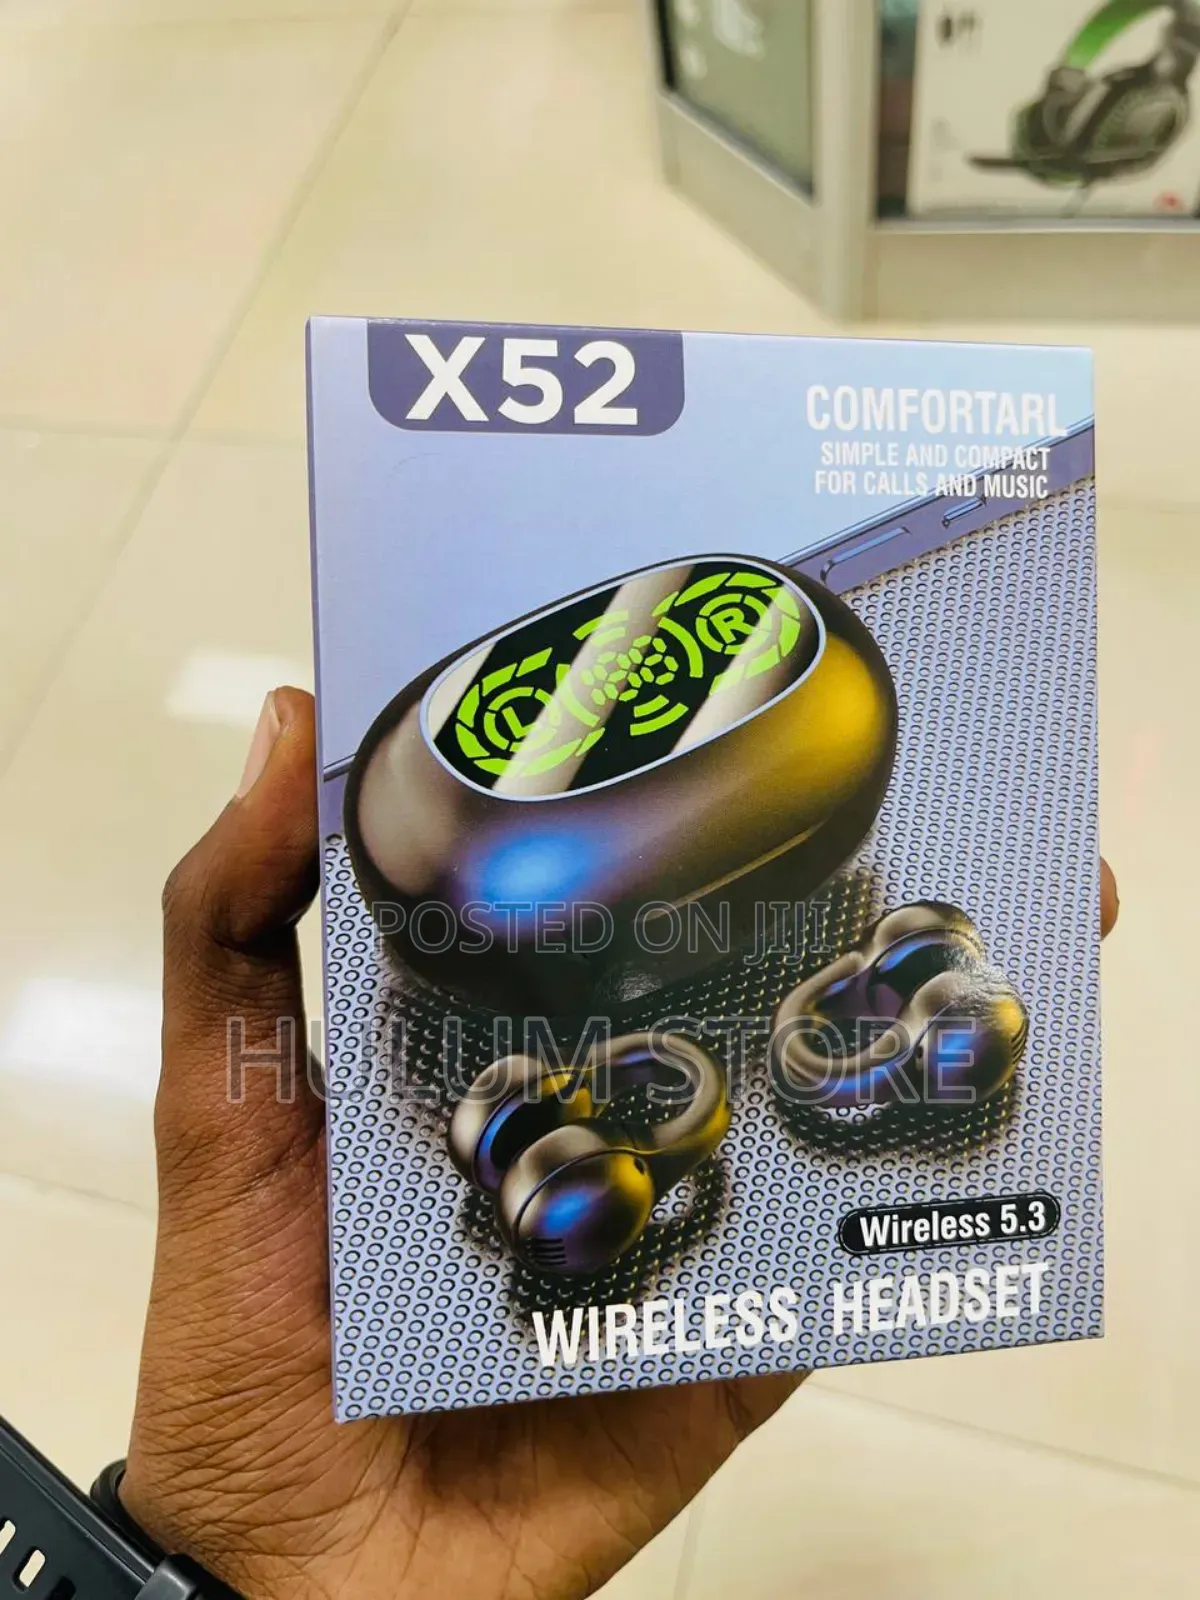 X52
COMFORTARL
SIMPLE AND COMPACT
FOR CALLS AND MUSIC
L
188
R
POSTED ON JIJI
HULUM STORE
Wireless 5.3
WIRELESS HEADSET